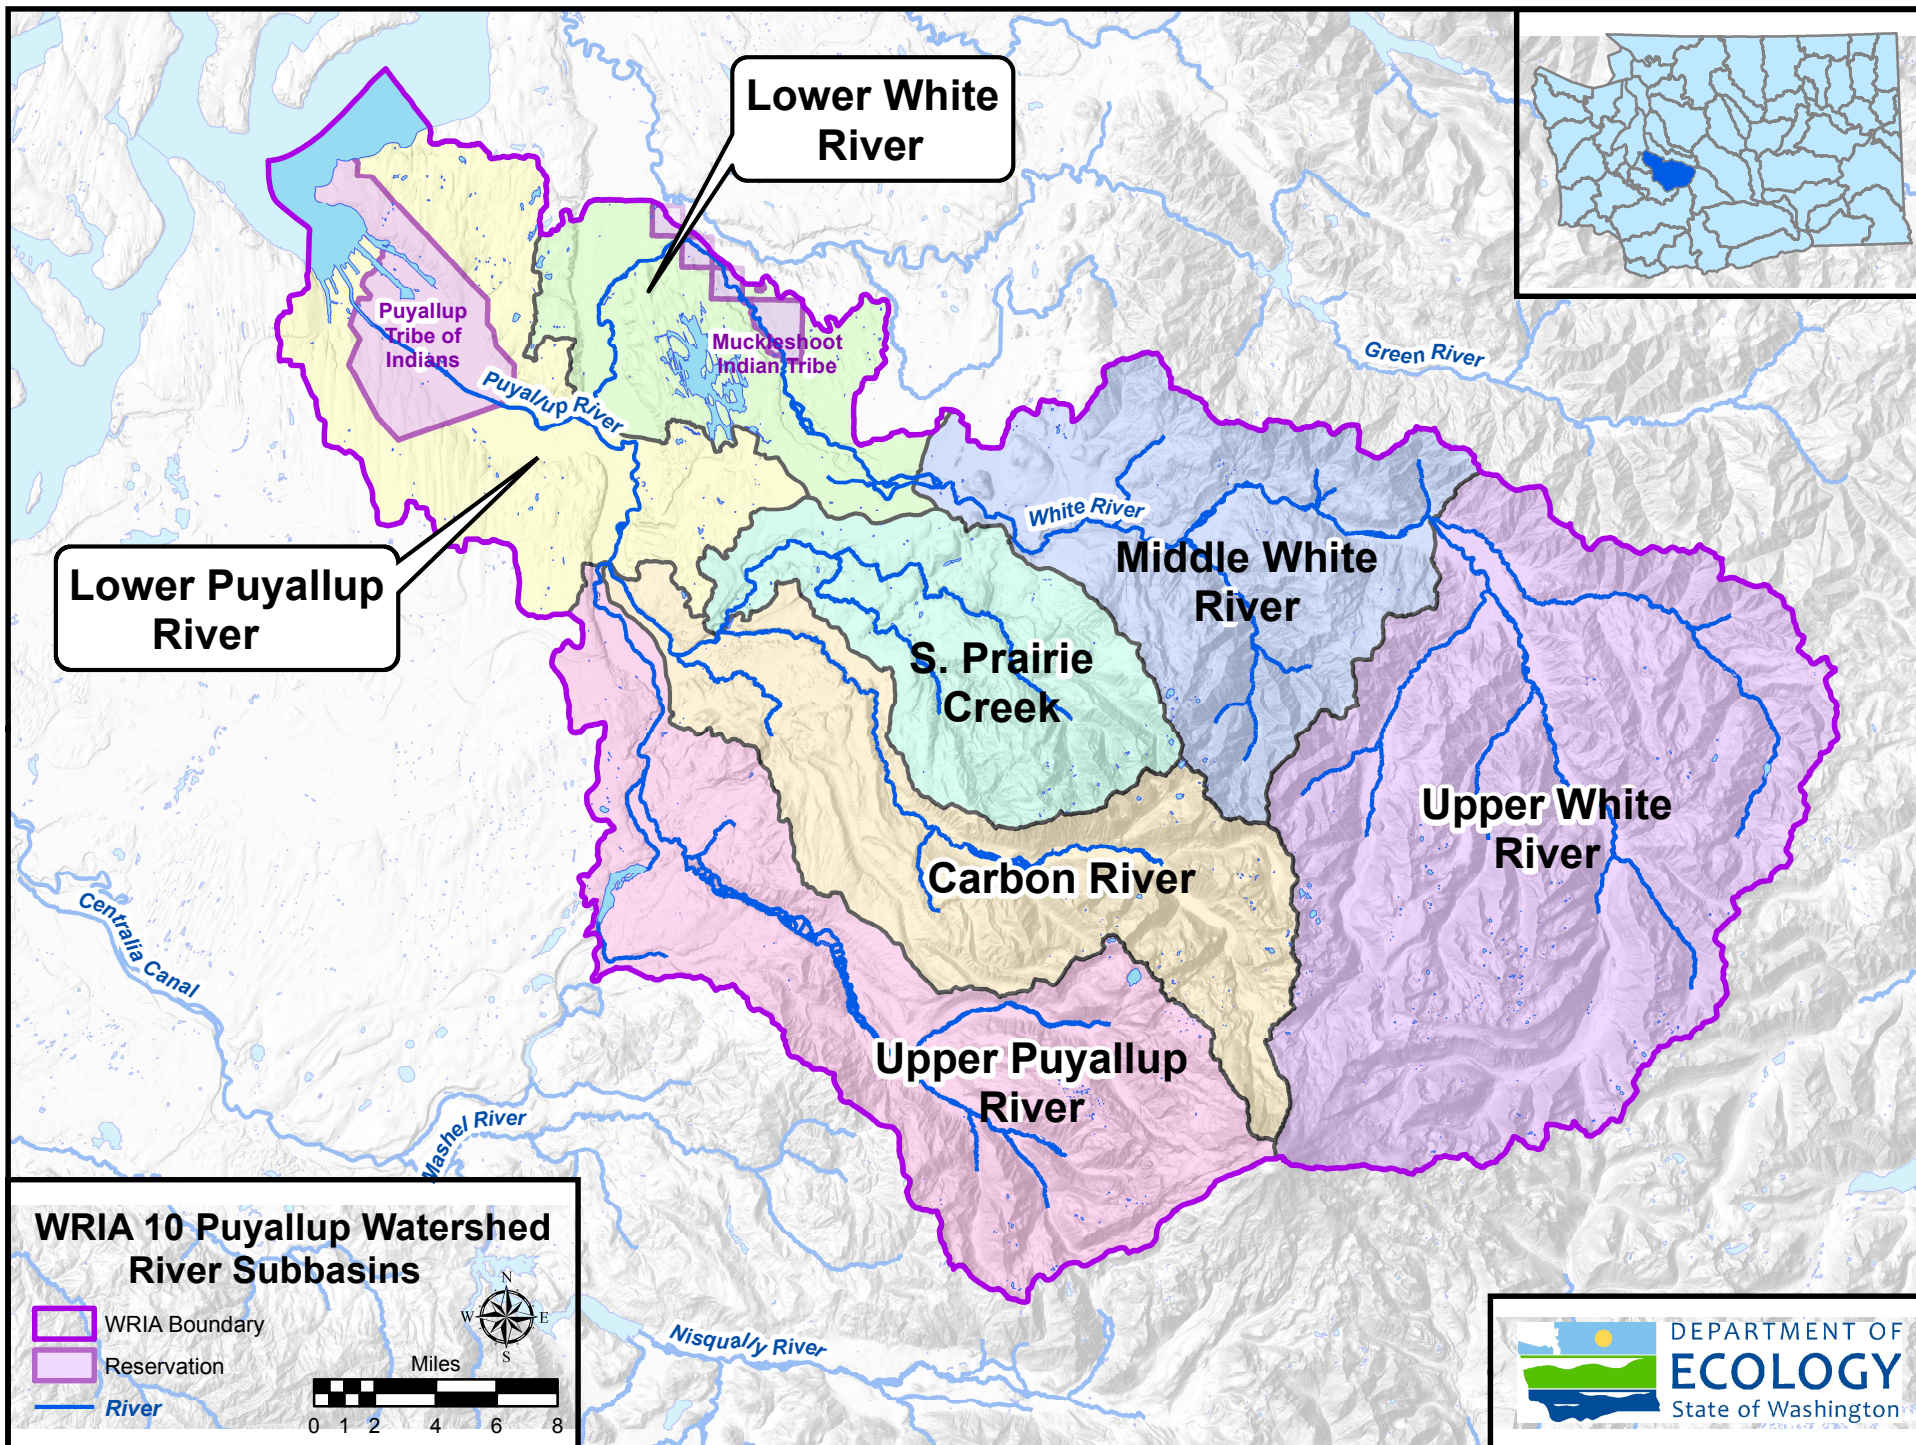 Lower White
River
Puyallup
Tribe of
Indians
Muckleshoot
Indian Tribe
Green River
Puyallup River
White River
Lower Puyallup
River
Middle White
River
S. Prairie
Creek
Upper White
River
Carbon River
Centralia Canal
Upper Puyallup
River
Mashel River
Nisqually River
WRIA 10 Puyallup Watershed
River Subbasins
N
W E
S
WRIA Boundary
Reservation
River
Miles
0 1 2 4 6 8
DEPARTMENT OF
ECOLOGY
State of Washington